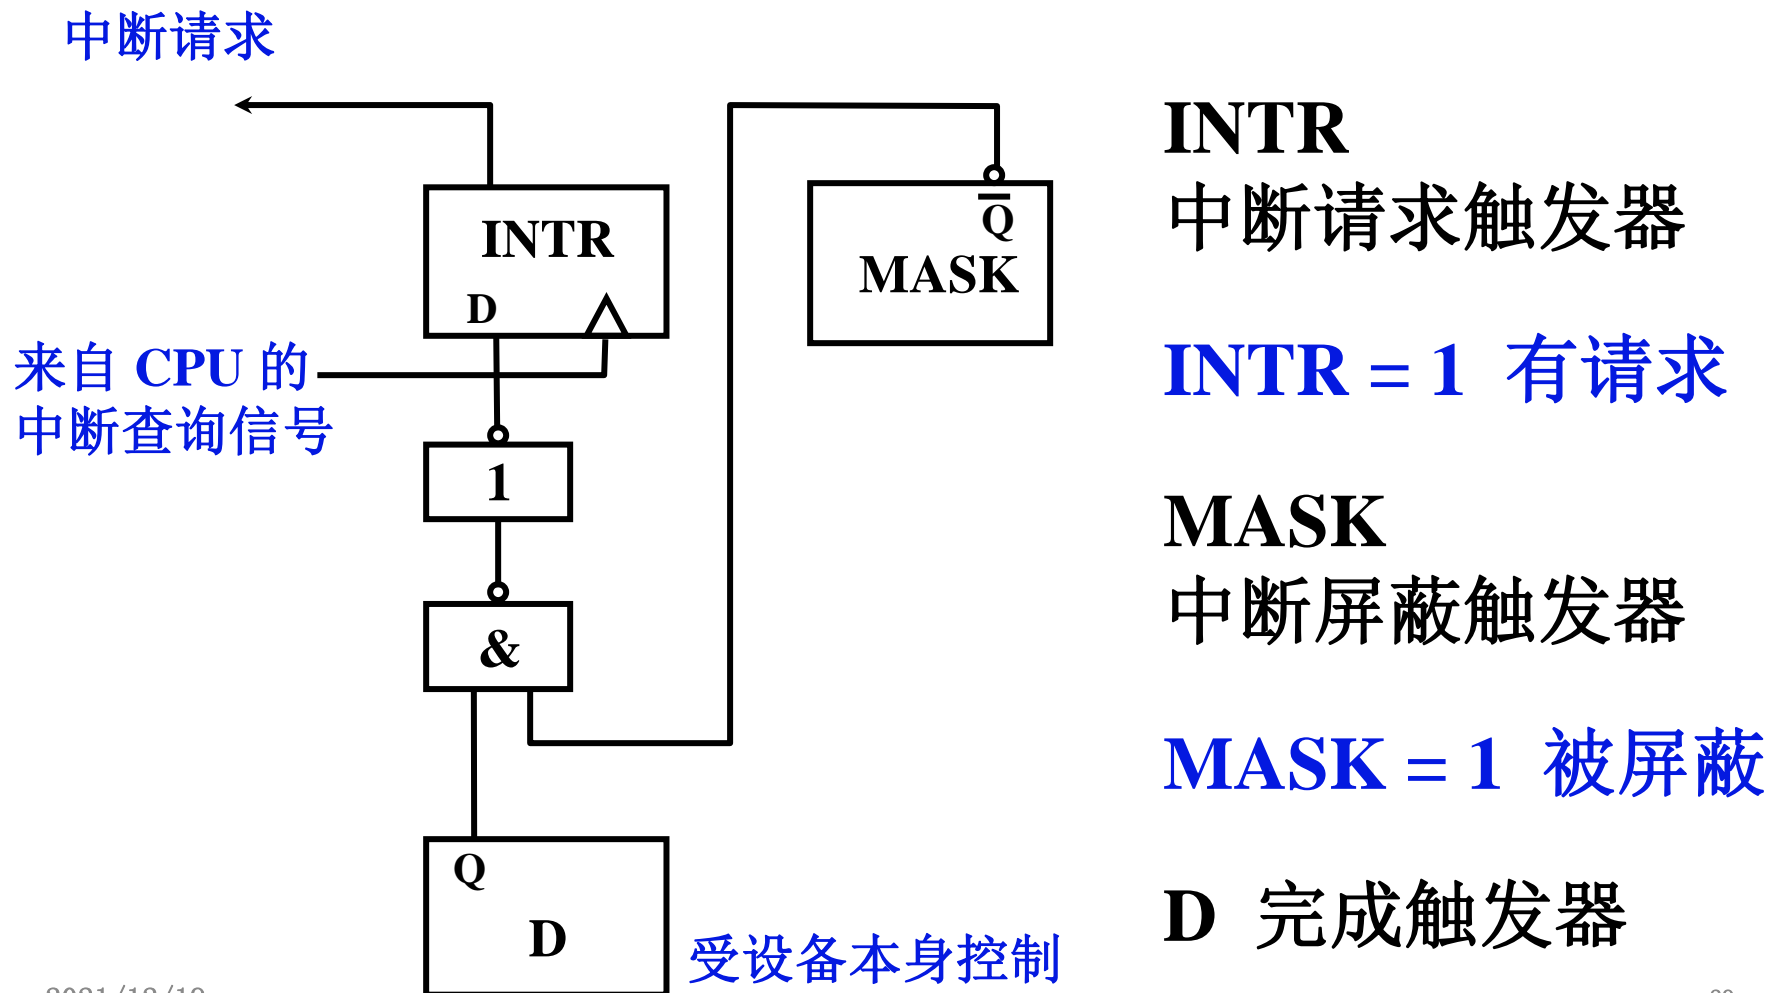 中断请求
INTR
D
来自 CPU 的
中断查询信号
1
&
Q
D
受设备本身控制
Q
MASK
INTR
中断请求触发器
INTR = 1 有请求
MASK
中断屏蔽触发器
MASK = 1 被屏蔽
D 完成触发器